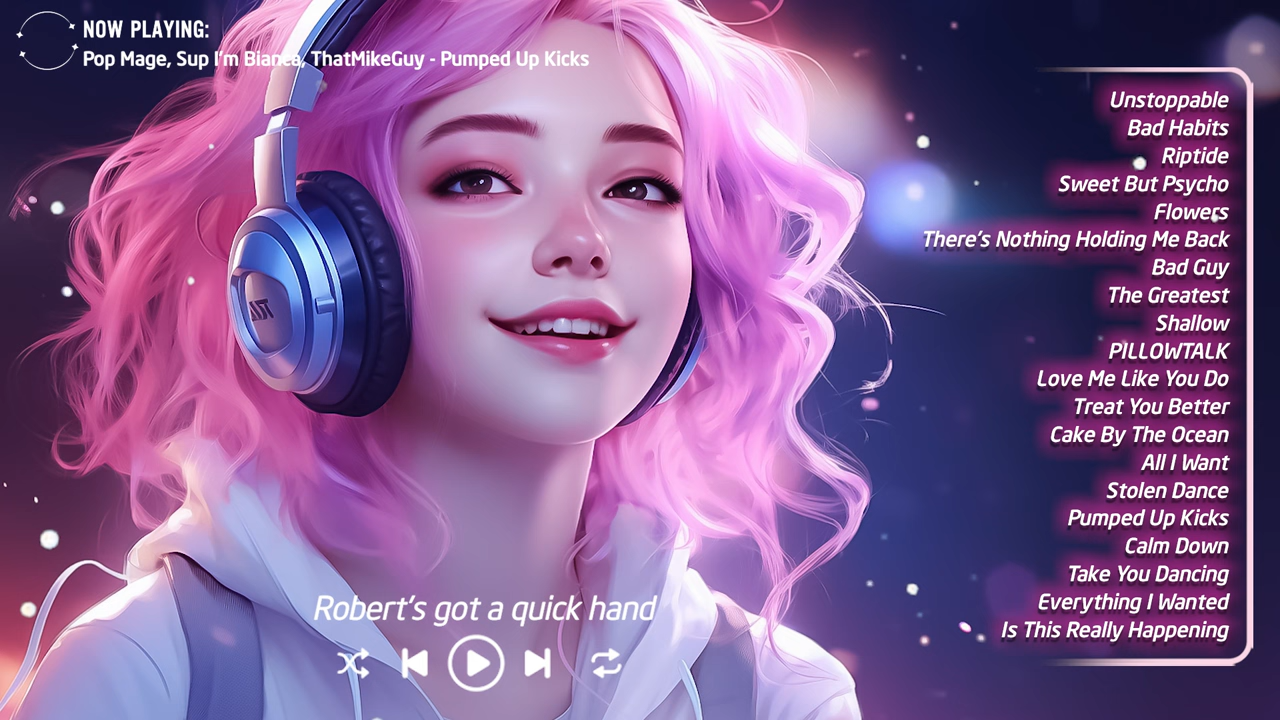 NOW PLAYING:
Pop Mage, Sup I'm Bianca, ThatMikeGuy - Pumped Up Kicks
Unstoppable
Bad Habits
Riptide
Sweet But Psycho
Flowers
There's Nothing Holding Me Back
Bad Guy
The Greatest
Shallow
PILLOWTALK
Love Me Like You Do
Treat You Better
Cake By The Ocean
All I Want
Stolen Dance
Pumped Up Kicks
Calm Down
Take You Dancing
Everything I Wanted
Is This Really Happening
Robert's got a quick hand